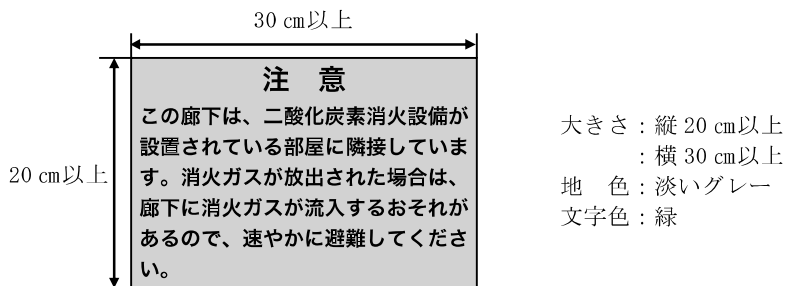 30 ㎝以上
注　意
この廊下は、二酸化炭素消火設備が
設置されている部屋に隣接していま
す。消火ガスが放出された場合は、
廊下に消火ガスが流入するおそれが
あるので、速やかに避難してくださ
い。
20 ㎝以上
大きさ：縦 20 ㎝以上
：横 30 ㎝以上
地　色：淡いグレー
文字色：緑